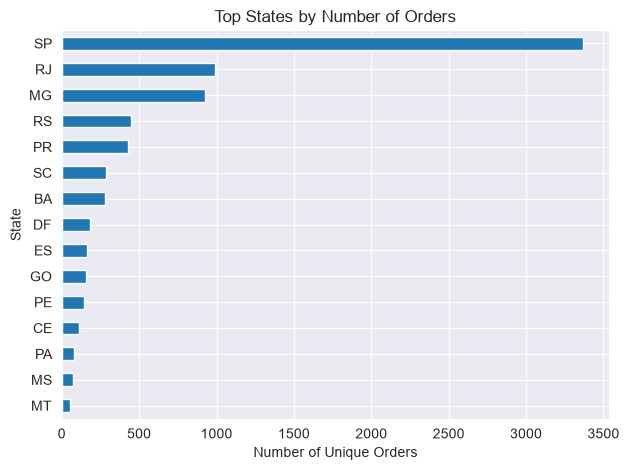 Top States by Number of Orders
SP
RJ
MG
RS
PR
SC
BA
DF
ES
GO
PE
CE
PA
MS
MT
State
0 500 1000 1500 2000 2500 3000 3500
Number of Unique Orders